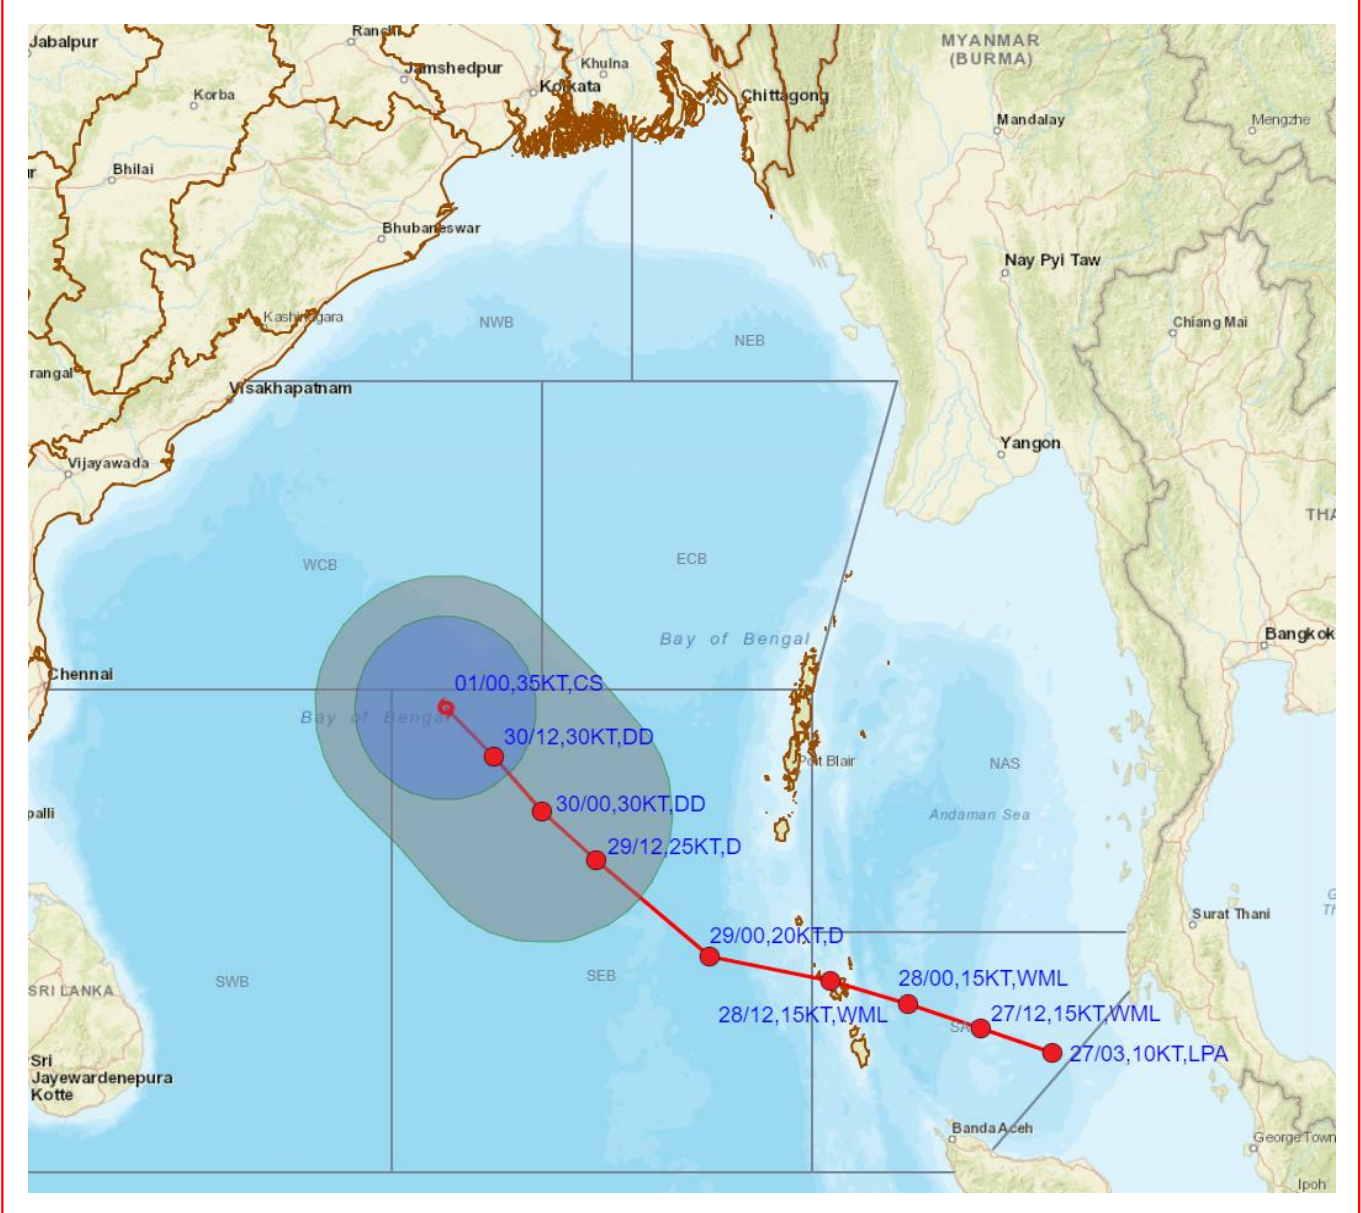 Jabalpur
Ranchi
MYANMAR
(BURMA)
Jamshedpur
Khulna
Korba
Kolkata
Chittagong
Mandalay
Mengzhe
Bhilai
Bhubaneswar
Nay Pyi Taw
NWB
NEB
Chiang Mai
rangal
Visakhapatnam
Yangon
Vijayawada
WCB
ECB
Bay of Bengal
Bangkok
Chennai
01/00,35KT,CS
Bay of Bengal
30/12,30KT,DD
Port Blair
NAS
30/00,30KT,DD
Andaman Sea
palli
29/12,25KT,D
Surat Thani
29/00,20KT,D
SWB
SEB
28/00,15KT,WML
SRI LANKA
28/12,15KT,WML
27/12,15KT,WML
27/03,10KT,LPA
Sri
Jayewardenepura
Kotte
Banda Aceh
George Town
Ipoh